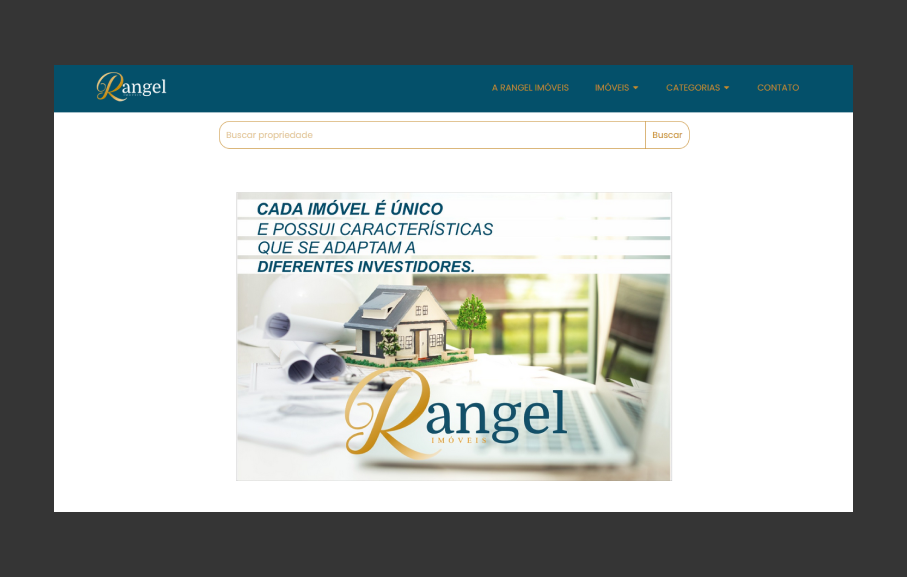 Rangel
A RANGEL IMÓVEIS IMÓVEIS CATEGORIAS CONTATO
Buscar propriedade Buscar
CADA IMÓVEL É ÚNICO
E POSSUI CARACTERÍSTICAS
QUE SE ADAPTAM A
DIFERENTES INVESTIDORES.
Rangel
IMÓVEIS